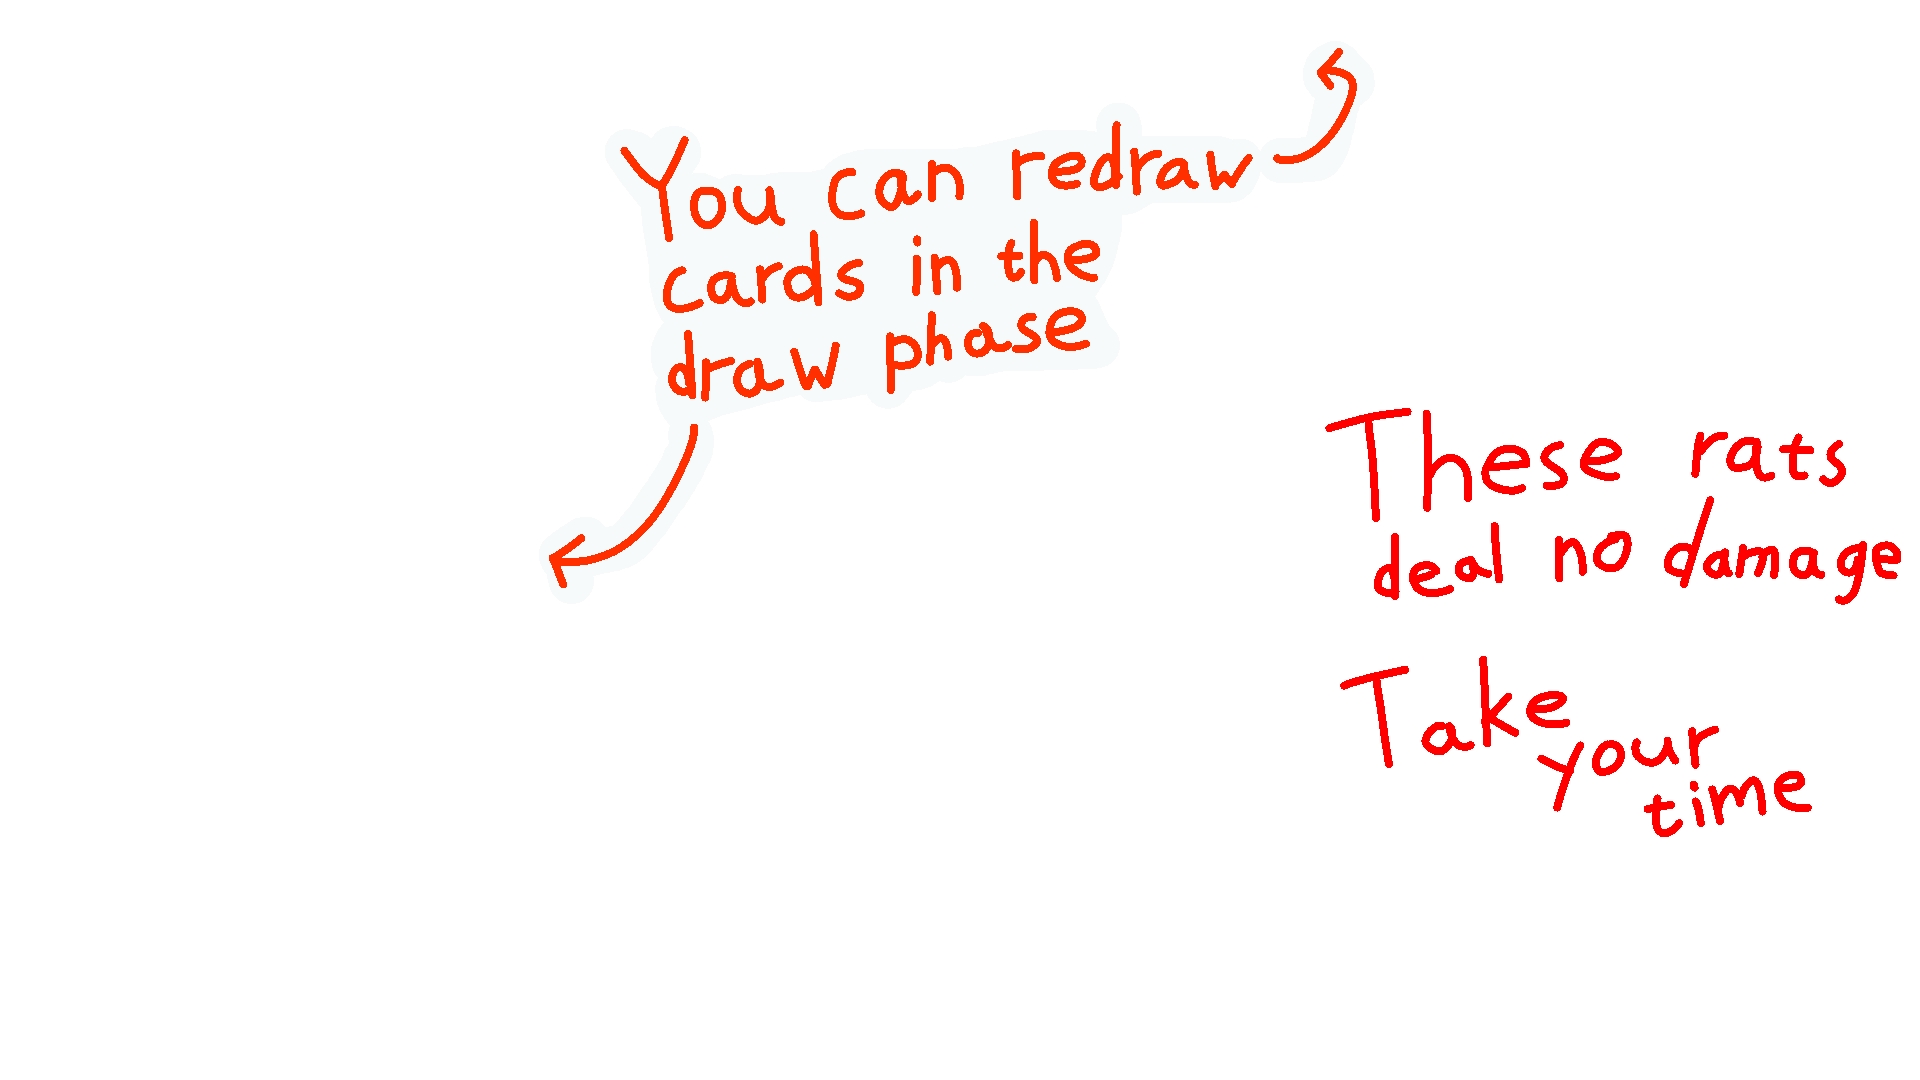 You can redraw
cards in the
draw phase
These rats
deal no damage
Take
your
time